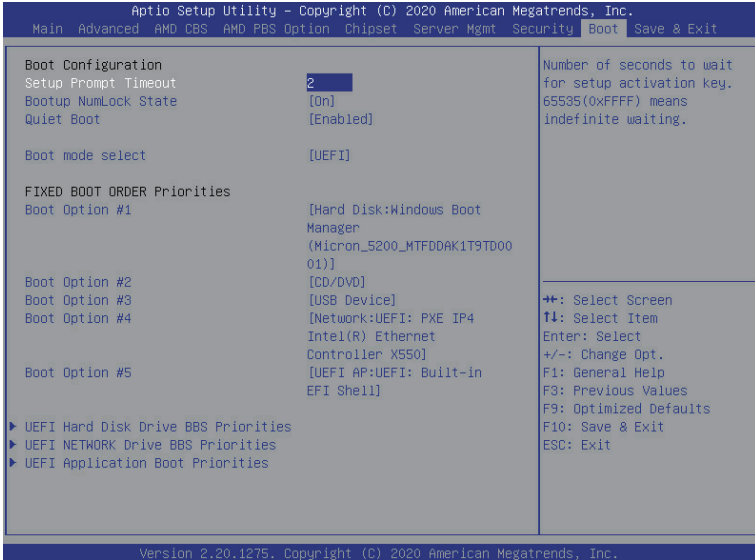 Aptio Setup Utility – Copyright (C) 2020 American Megatrends, Inc.
Main Advanced AMD CBS AMD PBS Option Chipset Server Mgmt Security Boot Save & Exit
Boot Configuration
Setup Prompt Timeout 2
Bootup NumLock State [On]
Quiet Boot [Enabled]
Boot mode select [UEFI]
FIXED BOOT ORDER Priorities
Boot Option #1 [Hard Disk:Windows Boot
Manager
(Micron_5200_MTFDDAK1T9TD00
01)]
Boot Option #2 [CD/DVD]
Boot Option #3 [USB Device]
Boot Option #4 [Network:UEFI: PXE IP4
Intel(R) Ethernet
Controller X550]
Boot Option #5 [UEFI AP:UEFI: Built-in
EFI Shell]
UEFI Hard Disk Drive BBS Priorities
UEFI NETWORK Drive BBS Priorities
UEFI Application Boot Priorities
Number of seconds to wait
for setup activation key.
65535(0xFFFF) means
indefinite waiting.
→←: Select Screen
↑↓: Select Item
Enter: Select
+/-: Change Opt.
F1: General Help
F3: Previous Values
F9: Optimized Defaults
F10: Save & Exit
ESC: Exit
Version 2.20.1275. Copyright (C) 2020 American Megatrends, Inc.